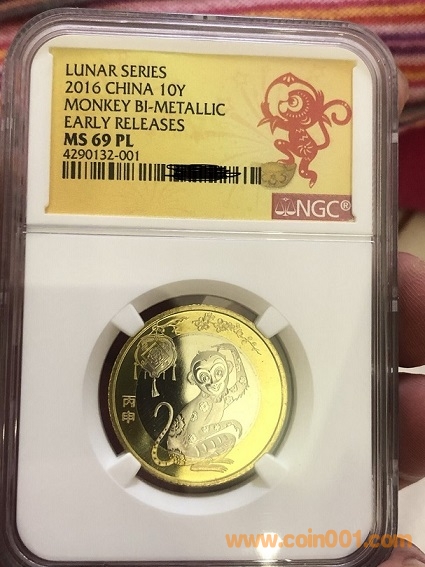 LUNAR SERIES
2016 CHINA 10Y
MONKEY BI-METALLIC
EARLY RELEASES
MS 69 PL
4290132-001
NGC®
丙
申
www.coin001.com